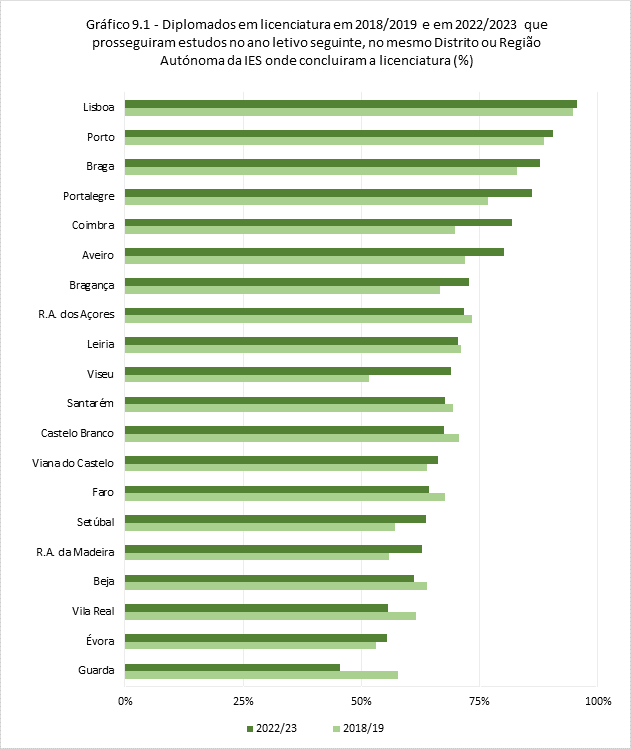 Gráfico 9.1 - Diplomados em licenciatura em 2018/2019 e em 2022/2023 que
prosseguiram estudos no ano letivo seguinte, no mesmo Distrito ou Região
Autónoma da IES onde concluiram a licenciatura (%)
Lisboa
Porto
Braga
Portalegre
Coimbra
Aveiro
Bragança
R.A. dos Açores
Leiria
Viseu
Santarém
Castelo Branco
Viana do Castelo
Faro
Setúbal
R.A. da Madeira
Beja
Vila Real
Évora
Guarda
0% 25% 50% 75% 100%
2022/23 2018/19